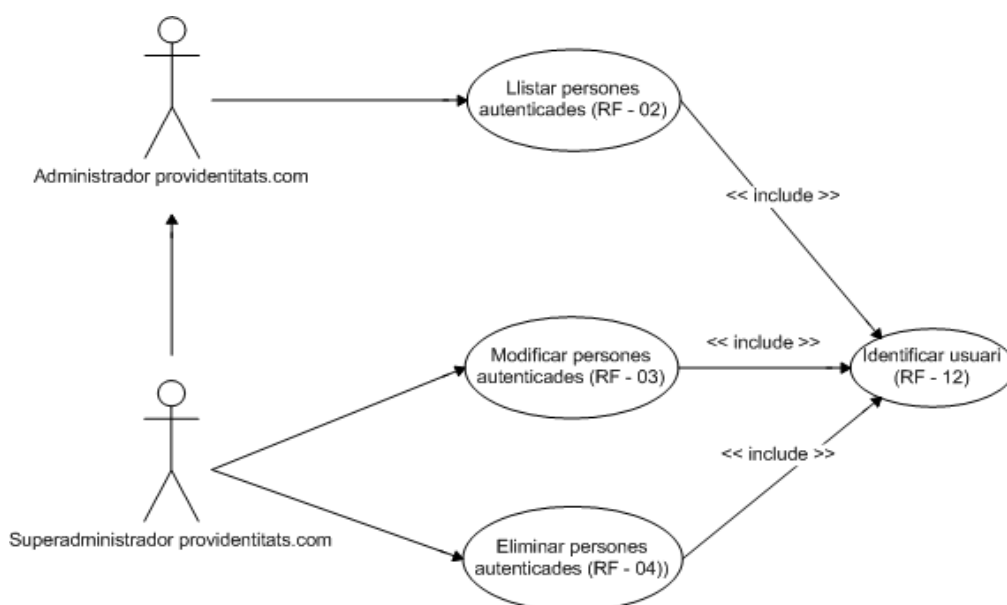 Llistar persones
autenticades (RF - 02)
Administrador providentitats.com
<< include >>
Modificar persones
autenticades (RF - 03)
<< include >>
Identificar usuari
(RF - 12)
<< include >>
Superadministrador providentitats.com
Eliminar persones
autenticades (RF - 04))